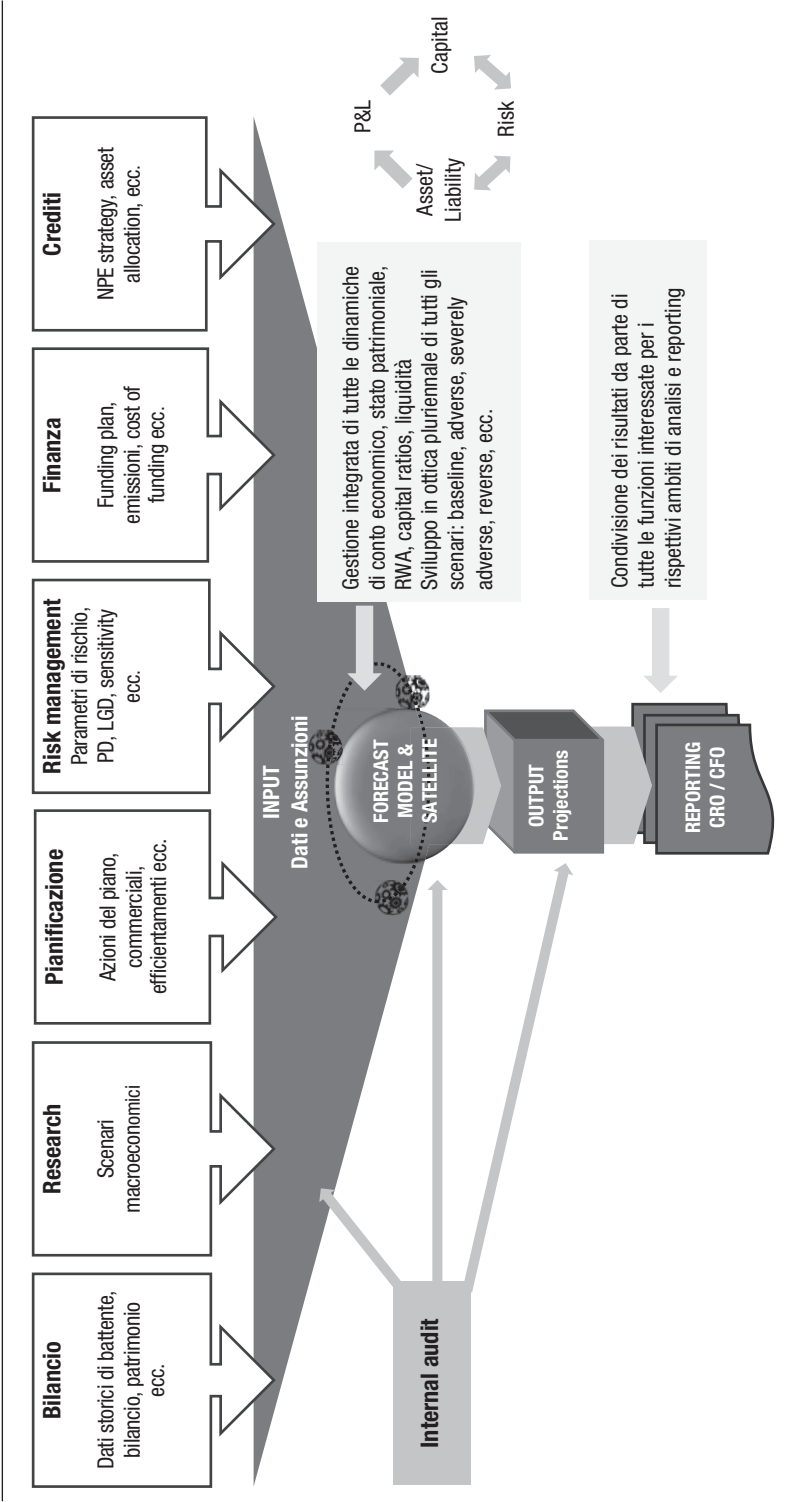 Bilancio
Dati storici di battente,
bilancio, patrimonio
ecc.
Research
Scenari
macroeconomici
Pianificazione
Azioni del piano,
commerciali,
efficientamenti ecc.
Risk management
Parametri di rischio,
PD, LGD, sensitivity
ecc.
Finanza
Funding plan,
emissioni, cost of
funding ecc.
Crediti
NPE strategy, asset
allocation, ecc.
INPUT
Dati e Assunzioni
FORECAST
MODEL &
SATELLITE
Gestione integrata di tutte le dinamiche
di conto economico, stato patrimoniale,
RWA, capital ratios, liquidità
Sviluppo in ottica pluriennale di tutti gli
scenari: baseline, adverse, severely
adverse, reverse, ecc.
P&L
Capital
Asset/
Liability
Risk
Internal audit
OUTPUT
Projections
REPORTING
CRO / CFO
Condivisione dei risultati da parte di
tutte le funzioni interessate per i
rispettivi ambiti di analisi e reporting